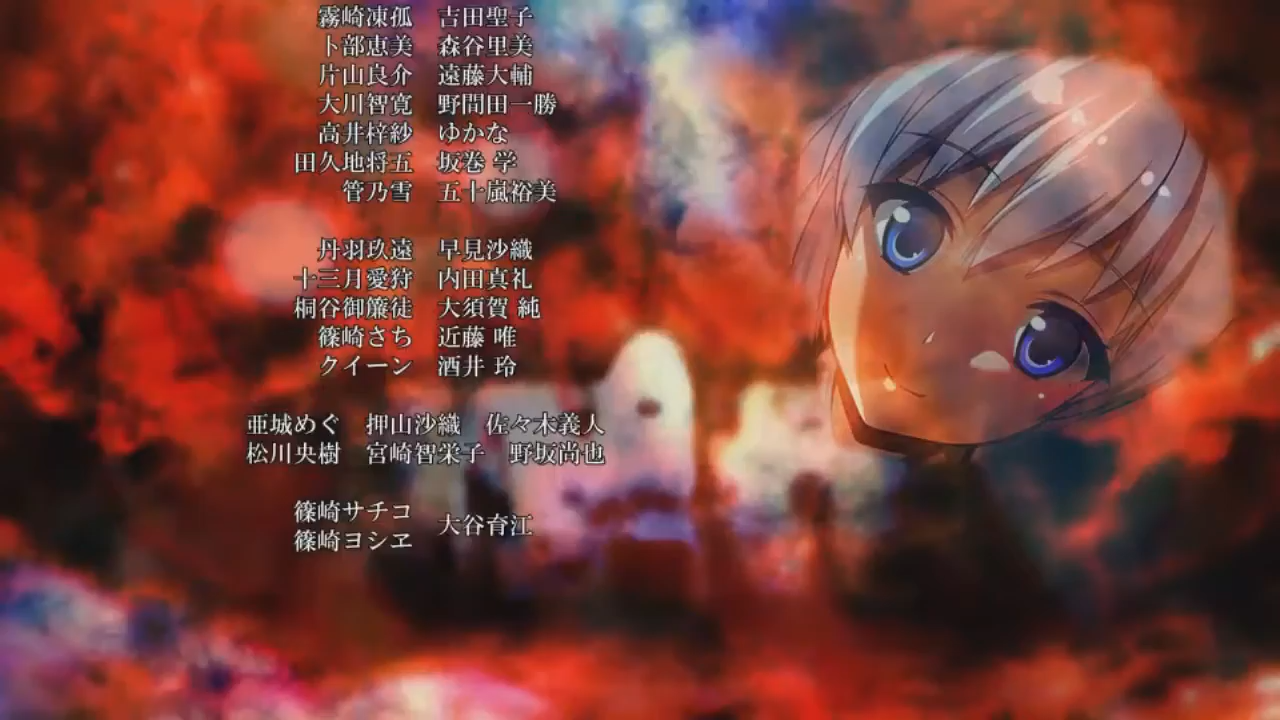 霧崎凍孤　吉田聖子
卜部恵美　森谷里美
片山良介　遠藤大輔
大川智寛　野間田一勝
高井梓紗　ゆかな
田久地将五　坂巻 学
管乃雪　五十嵐裕美
丹羽玖遠　早見沙織
十三月愛狩　内田真礼
桐谷御簾徒　大須賀 純
篠崎さち　近藤 唯
クイーン　酒井 玲
亜城めぐ　押山沙織　佐々木義人
松川央樹　宮崎智栄子　野坂尚也
篠崎サチコ
篠崎ヨシヱ
大谷育江